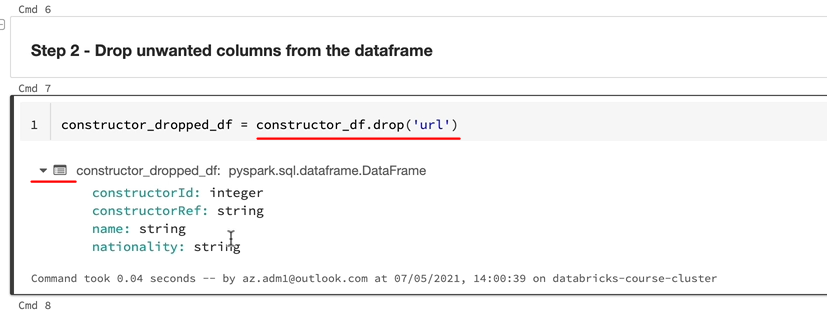 Cmd 6
Step 2 - Drop unwanted columns from the dataframe
Cmd 7
1 constructor_dropped_df = constructor_df.drop('url')
constructor_dropped_df: pyspark.sql.dataframe.DataFrame
constructorId: integer
constructorRef: string
name: string
nationality: string
Command took 0.04 seconds -- by az.adm1@outlook.com at 07/05/2021, 14:00:39 on databricks-course-cluster
Cmd 8